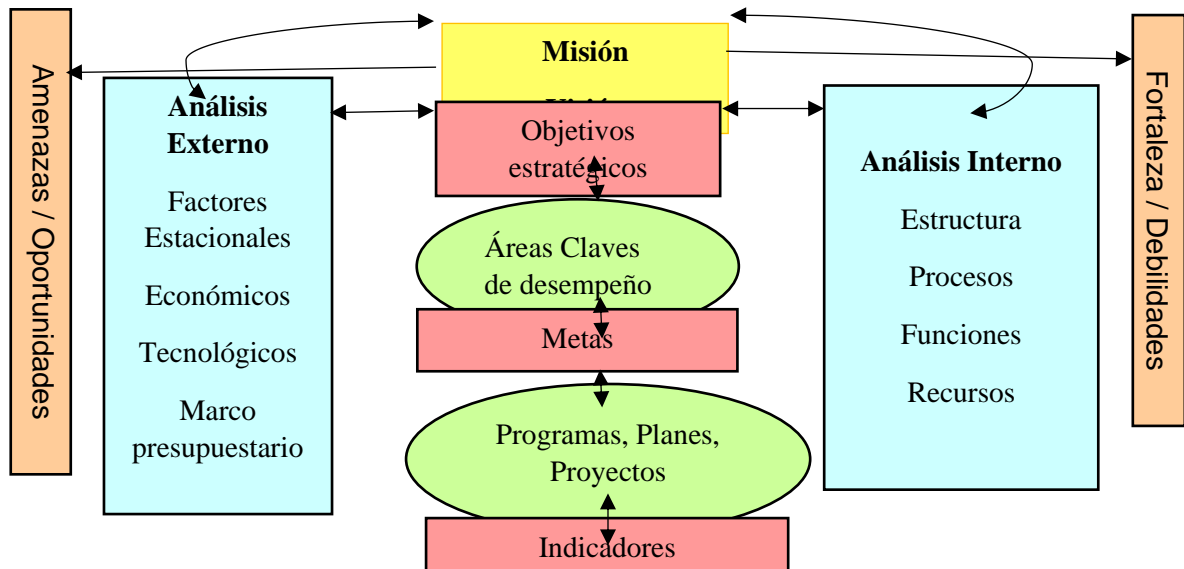 Amenazas / Oportunidades
Análisis
Externo
Factores
Estacionales
Económicos
Tecnológicos
Marco
presupuestario
Misión
Objetivos
estratégicos
Áreas Claves
de desempeño
Metas
Programas, Planes,
Proyectos
Indicadores
Análisis Interno
Estructura
Procesos
Funciones
Recursos
Fortaleza / Debilidades